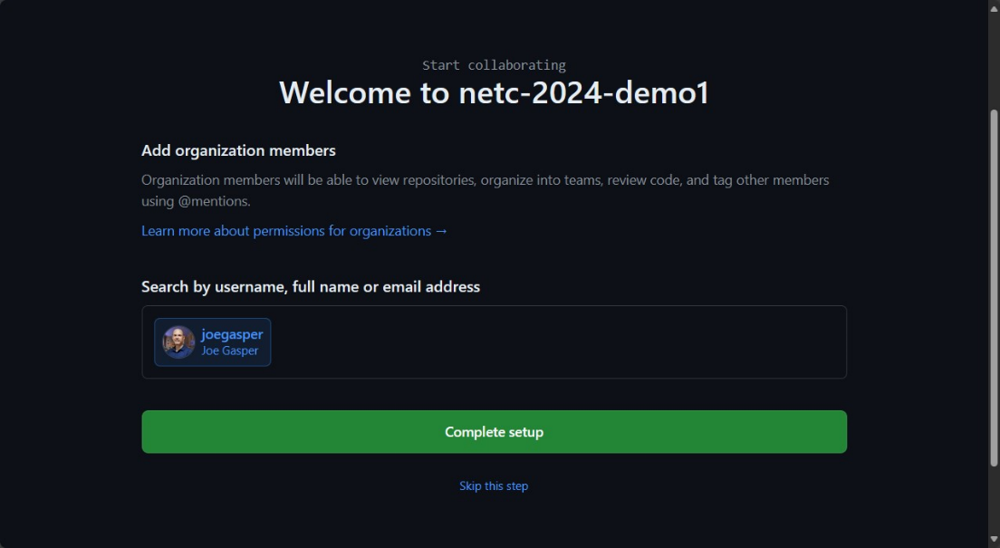 Start collaborating
Welcome to netc-2024-demo1
Add organization members
Organization members will be able to view repositories, organize into teams, review code, and tag other members
using @mentions.
Learn more about permissions for organizations →
Search by username, full name or email address
joegasper
Joe Gasper
Complete setup
Skip this step